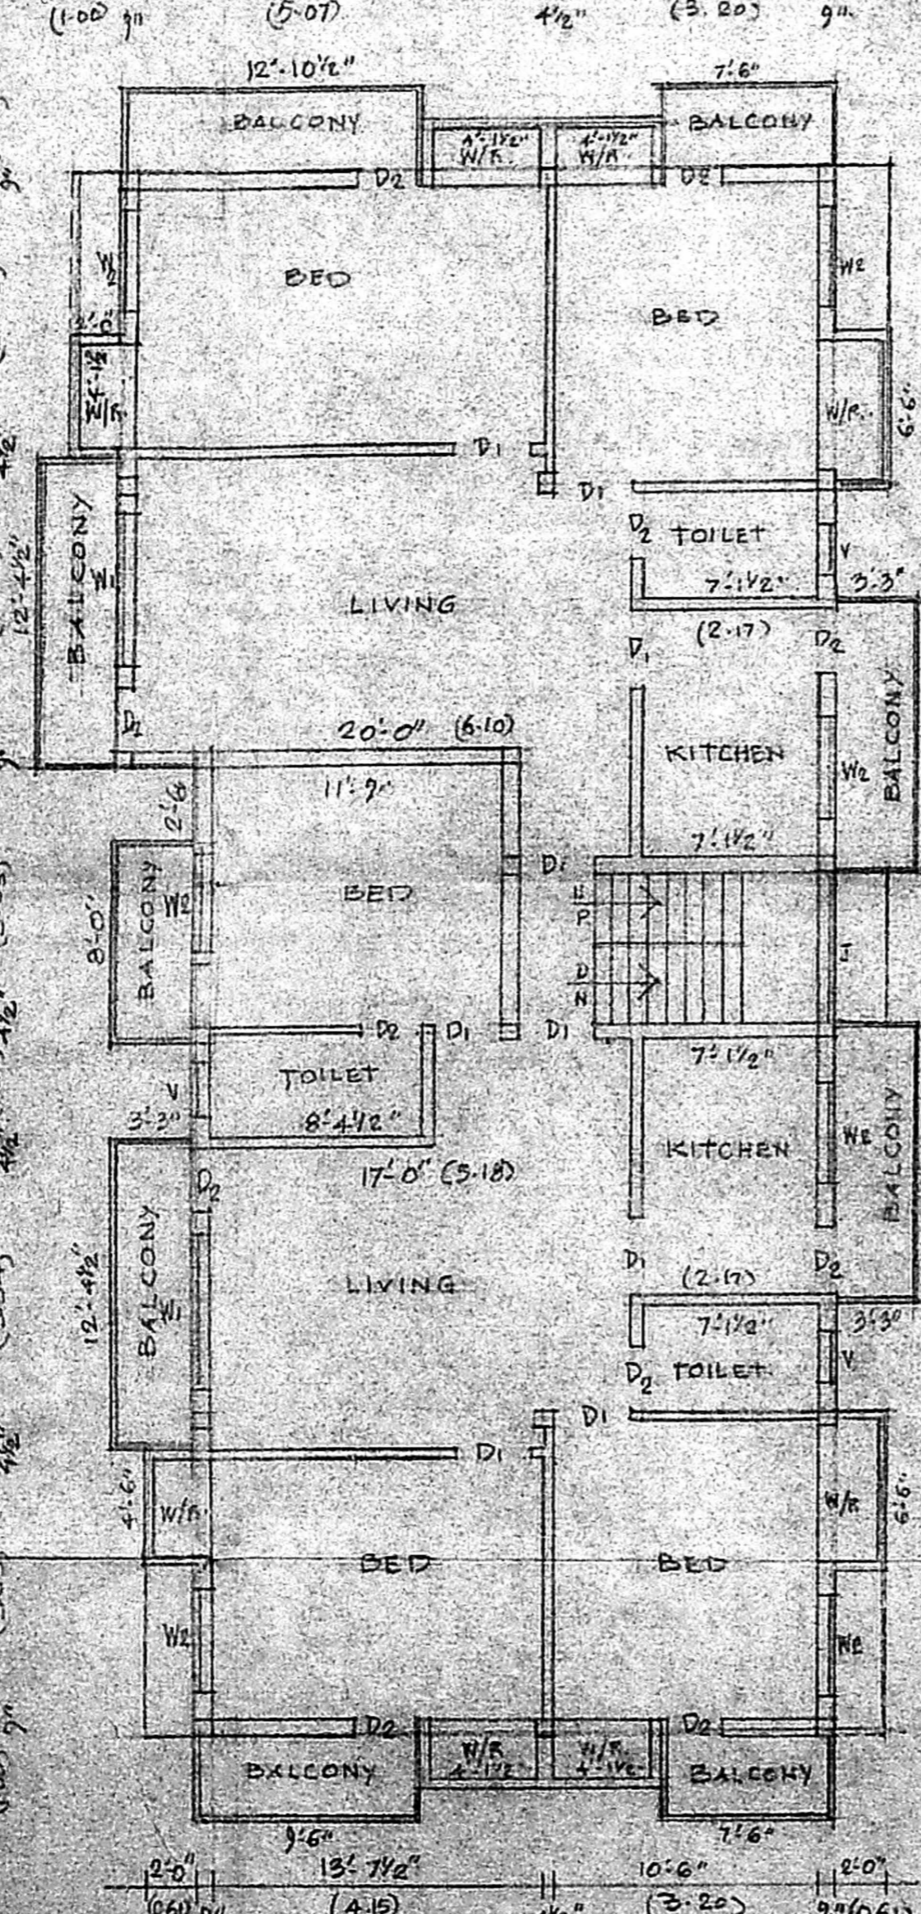 (1.00) 9" (5.07) 4½" (3.20) 9"
12'-10½" 7'-6"
BALCONY BALCONY
4'-1½" 4'-1½"
W/R. W/R.
D2 D2
9"
W2 BED W2
BED
4'-1½"
W/R. W/R.
6'-6"
D1
D1
BALCONY
12'-4½"
W1
D2 TOILET V
7'-1½" 3'-3"
LIVING
(2.17)
D1 D2
BALCONY
D2
20'-0" (6.10)
KITCHEN W2
11'-9"
2'-6"
7'-1½"
D1
BALCONY
8'-0"
W2 BED
U
P
D
N
D2 D1 D1
7'-1½"
TOILET
V
3'-3" 8'-4½"
KITCHEN W2
BALCONY
17'-0" (5.18)
D2
BALCONY
12'-4½"
W1
D1 (2.17) D2
LIVING
7'-1½" 3'-3"
D2 TOILET V
D1
D1
4'-6"
W/R. W/R
6'-6"
BED BED
W2 W2
D2 D2
W/R W/R
4'-1½" 4'-1½"
BALCONY BALCONY
9'-6" 7'-6"
2'-0" 13'-7½" 10'-6" 2'-0"
(0.61) (4.15) (3.20) 9" (0.61)